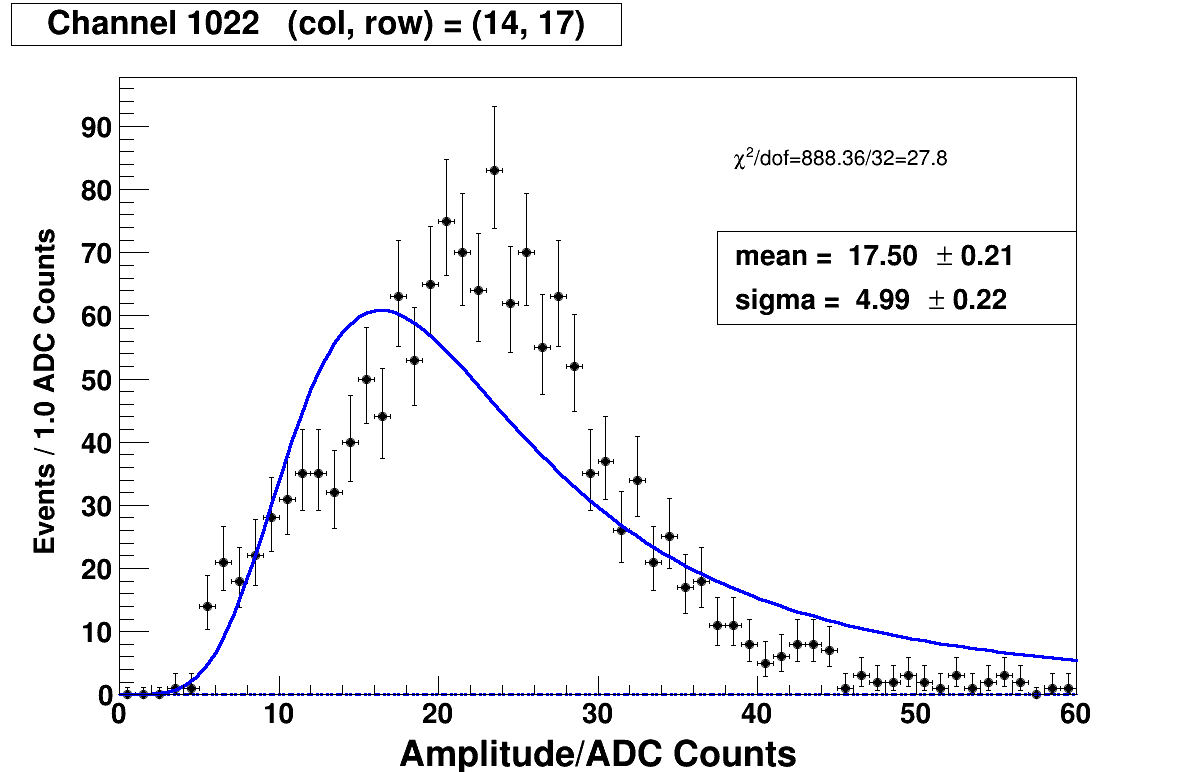 Channel 1022 (col, row) = (14, 17)
χ²/dof=888.36/32=27.8
mean = 17.50 ± 0.21
sigma = 4.99 ± 0.22
Events / 1.0 ADC Counts
90
80
70
60
50
40
30
20
10
0
0 10 20 30 40 50 60
Amplitude/ADC Counts